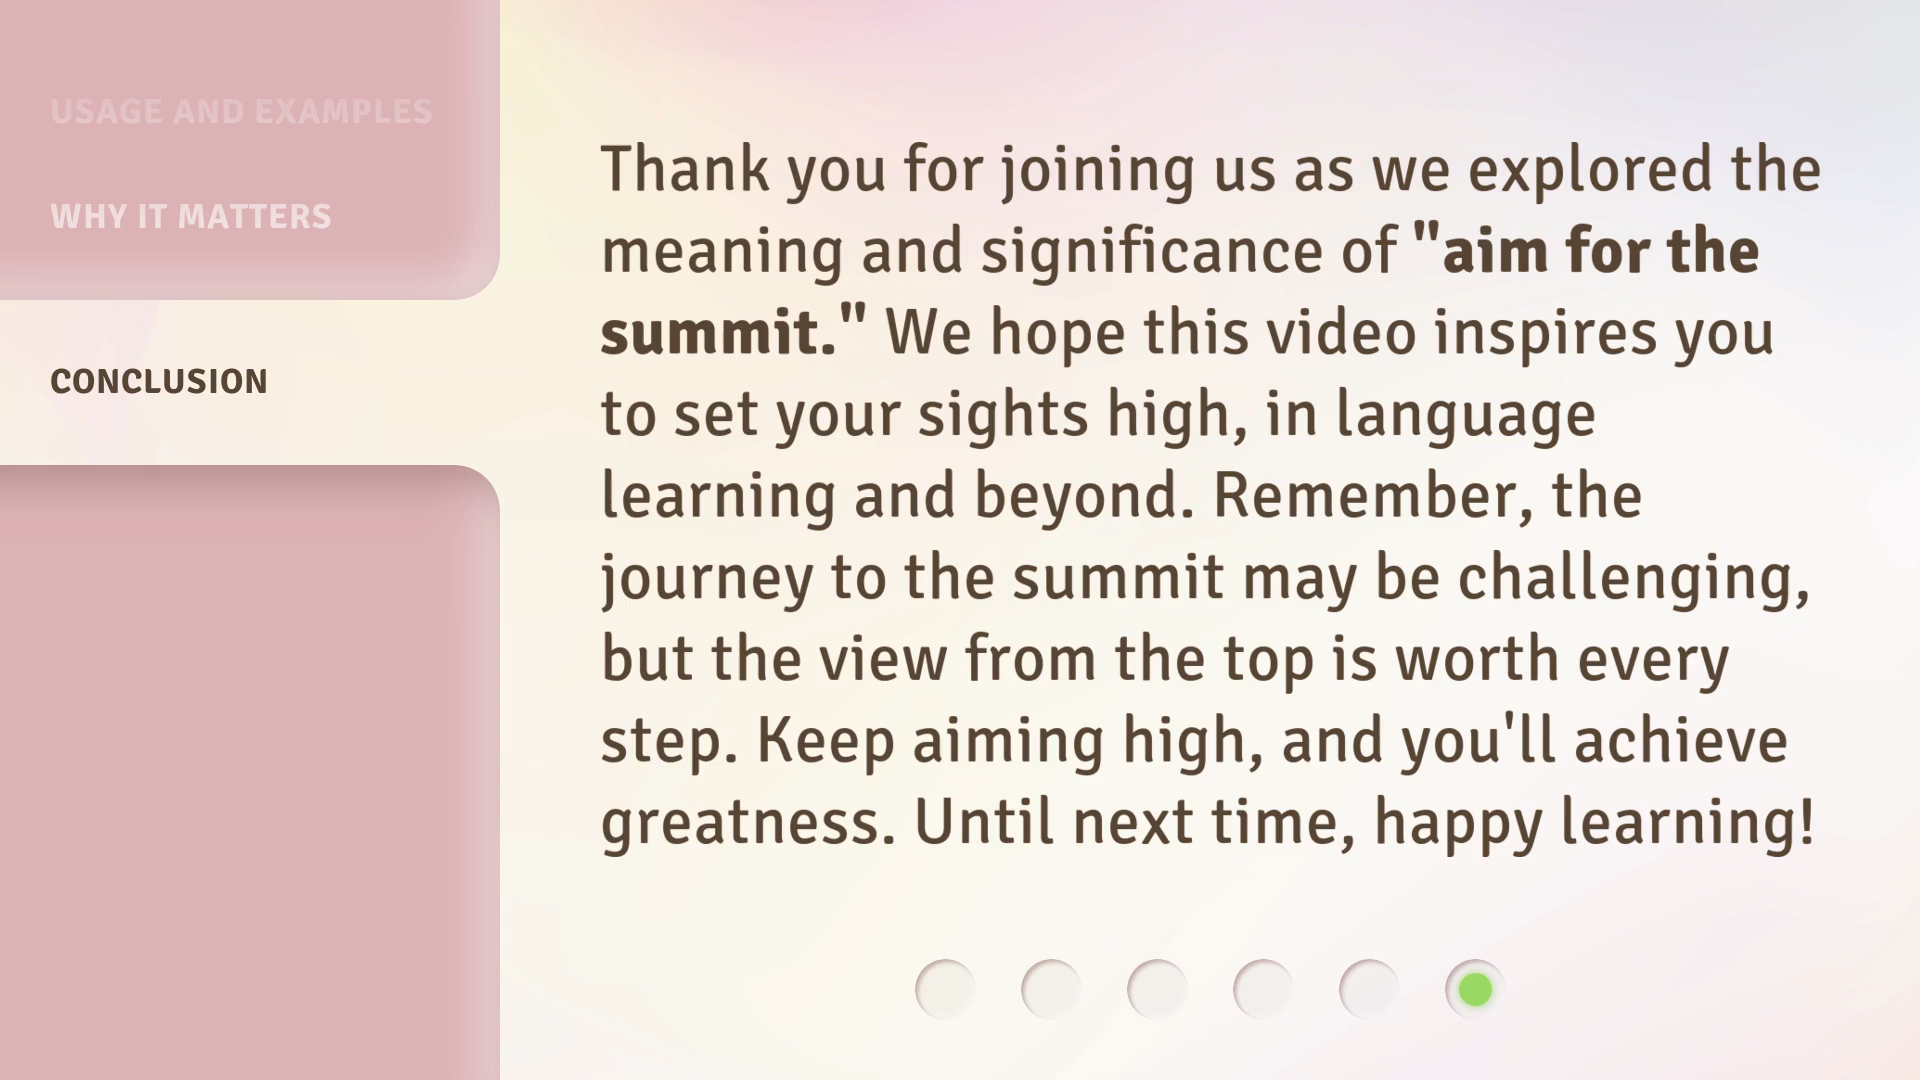 USAGE AND EXAMPLES
WHY IT MATTERS
CONCLUSION
Thank you for joining us as we explored the
meaning and significance of "aim for the
summit." We hope this video inspires you
to set your sights high, in language
learning and beyond. Remember, the
journey to the summit may be challenging,
but the view from the top is worth every
step. Keep aiming high, and you'll achieve
greatness. Until next time, happy learning!